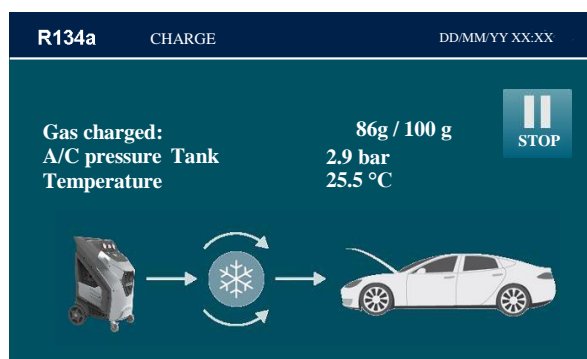 R134a CHARGE DD/MM/YY XX:XX
Gas charged: 86g / 100 g
A/C pressure Tank 2.9 bar
Temperature 25.5 °C
STOP